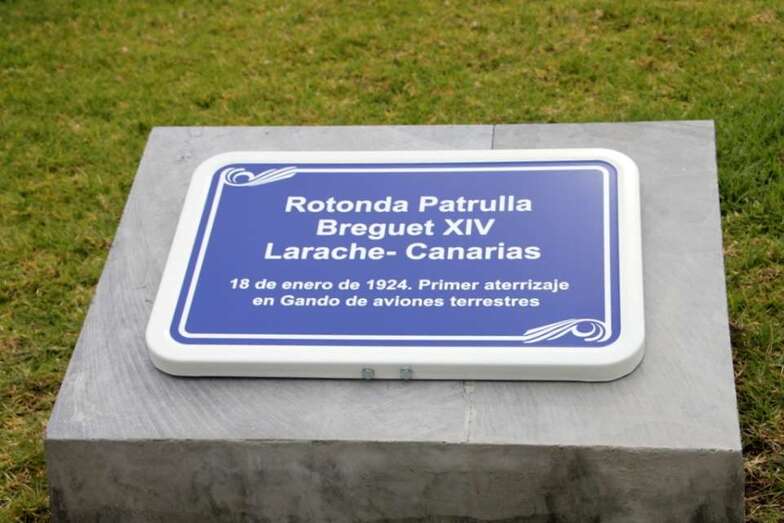 Rotonda Patrulla
Breguet XIV
Larache- Canarias
18 de enero de 1924. Primer aterrizaje
en Gando de aviones terrestres